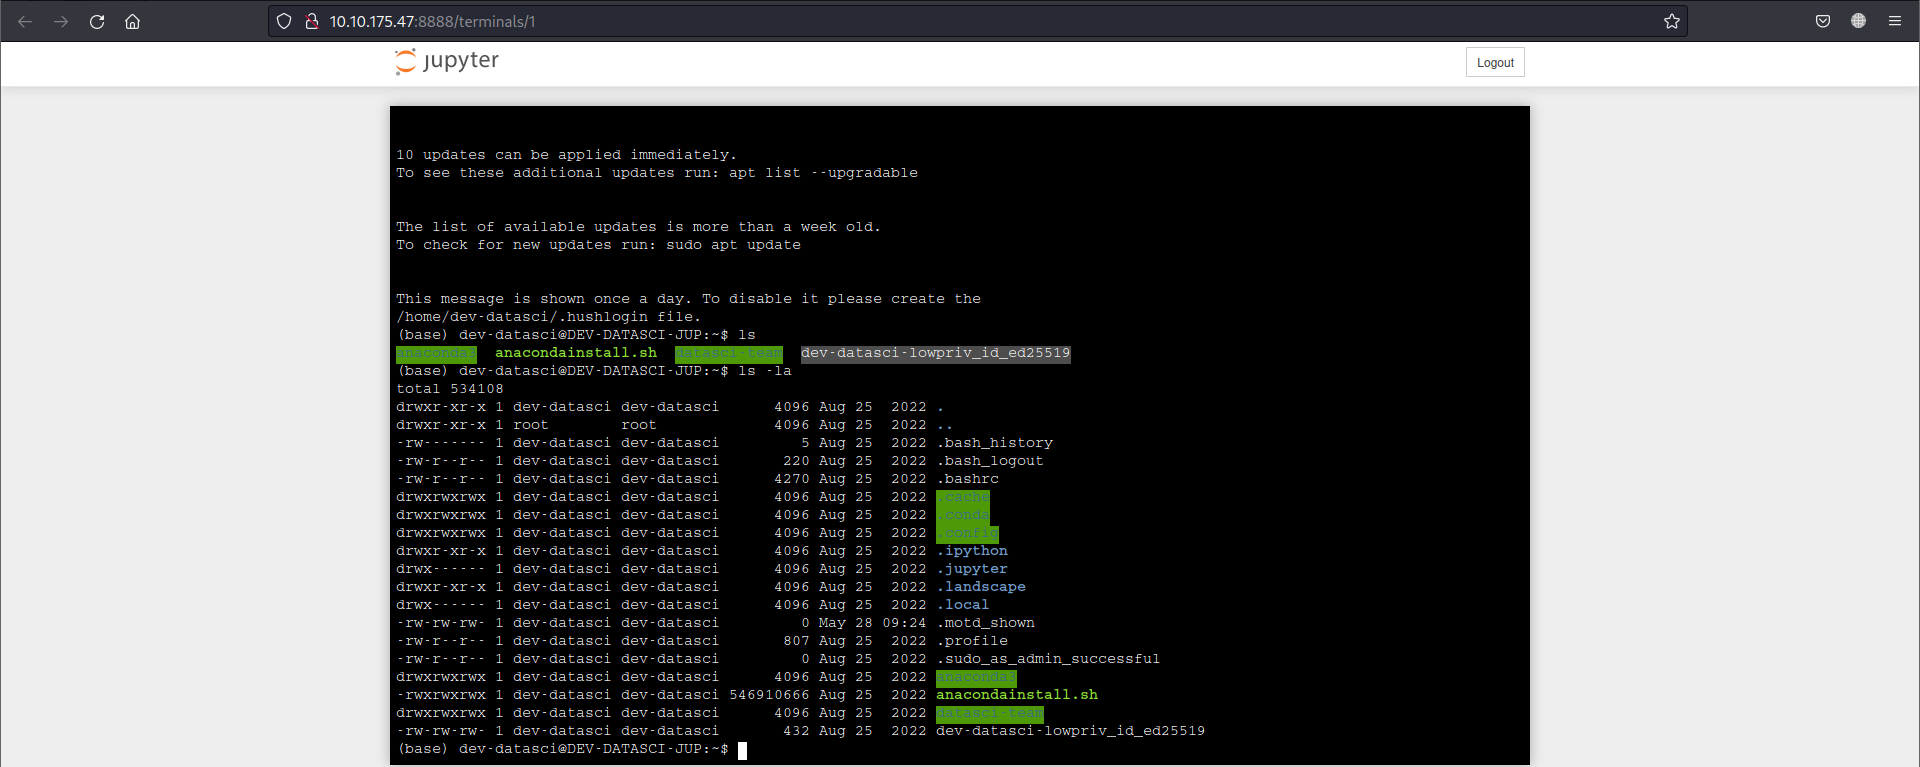 10.10.175.47:8888/terminals/1
jupyter
Logout
10 updates can be applied immediately.
To see these additional updates run: apt list --upgradable
The list of available updates is more than a week old.
To check for new updates run: sudo apt update
This message is shown once a day. To disable it please create the
/home/dev-datasci/.hushlogin file.
(base) dev-datasci@DEV-DATASCI-JUP:~$ ls
anaconda3  anacondainstall.sh  datasci-team  dev-datasci-lowpriv_id_ed25519
(base) dev-datasci@DEV-DATASCI-JUP:~$ ls -la
total 534108
drwxr-xr-x 1 dev-datasci dev-datasci      4096 Aug 25  2022 .
drwxr-xr-x 1 root        root             4096 Aug 25  2022 ..
-rw------- 1 dev-datasci dev-datasci         5 Aug 25  2022 .bash_history
-rw-r--r-- 1 dev-datasci dev-datasci       220 Aug 25  2022 .bash_logout
-rw-r--r-- 1 dev-datasci dev-datasci      4270 Aug 25  2022 .bashrc
drwxrwxrwx 1 dev-datasci dev-datasci      4096 Aug 25  2022 .cache
drwxrwxrwx 1 dev-datasci dev-datasci      4096 Aug 25  2022 .conda
drwxrwxrwx 1 dev-datasci dev-datasci      4096 Aug 25  2022 .config
drwxr-xr-x 1 dev-datasci dev-datasci      4096 Aug 25  2022 .ipython
drwx------ 1 dev-datasci dev-datasci      4096 Aug 25  2022 .jupyter
drwxr-xr-x 1 dev-datasci dev-datasci      4096 Aug 25  2022 .landscape
drwx------ 1 dev-datasci dev-datasci      4096 Aug 25  2022 .local
-rw-rw-rw- 1 dev-datasci dev-datasci         0 May 28 09:24 .motd_shown
-rw-r--r-- 1 dev-datasci dev-datasci       807 Aug 25  2022 .profile
-rw-r--r-- 1 dev-datasci dev-datasci         0 Aug 25  2022 .sudo_as_admin_successful
drwxrwxrwx 1 dev-datasci dev-datasci      4096 Aug 25  2022 anaconda3
-rwxrwxrwx 1 dev-datasci dev-datasci 546910666 Aug 25  2022 anacondainstall.sh
drwxrwxrwx 1 dev-datasci dev-datasci      4096 Aug 25  2022 datasci-team
-rw-rw-rw- 1 dev-datasci dev-datasci       432 Aug 25  2022 dev-datasci-lowpriv_id_ed25519
(base) dev-datasci@DEV-DATASCI-JUP:~$